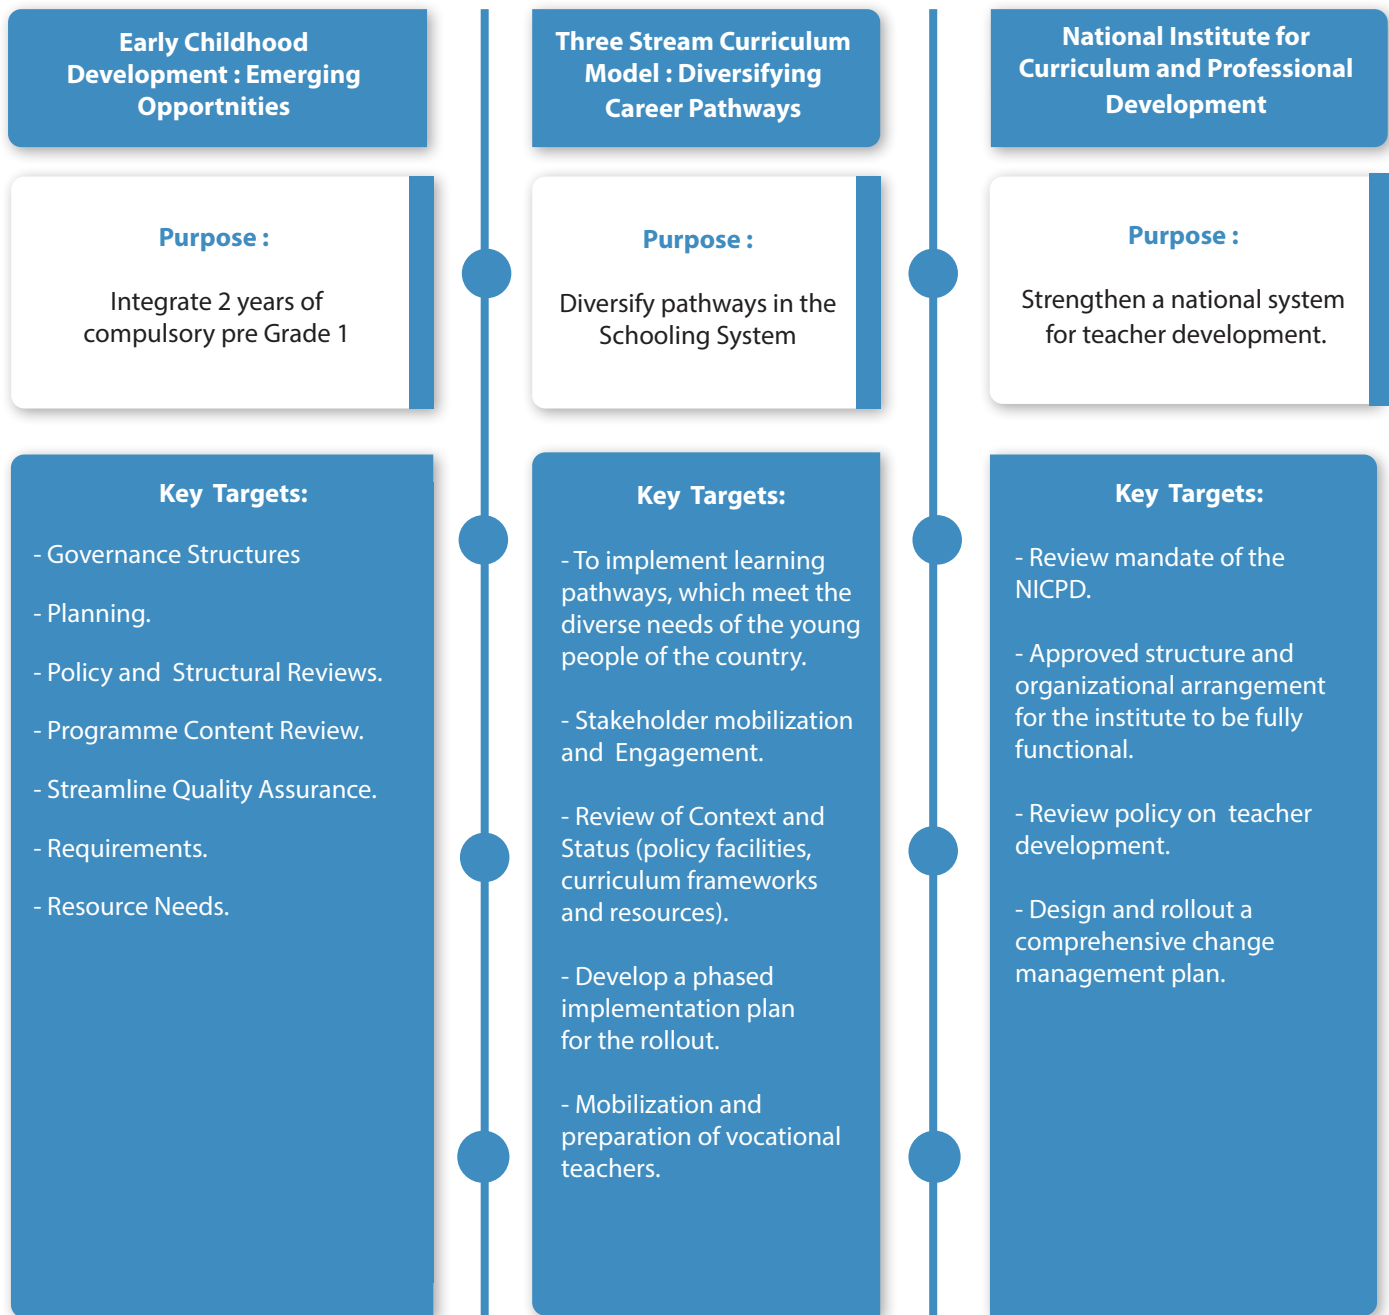 Early Childhood
Development : Emerging
Opportnities
Purpose :
Integrate 2 years of
compulsory pre Grade 1
Key Targets:
- Governance Structures
- Planning.
- Policy and Structural Reviews.
- Programme Content Review.
- Streamline Quality Assurance.
- Requirements.
- Resource Needs.
Three Stream Curriculum
Model : Diversifying
Career Pathways
Purpose :
Diversify pathways in the
Schooling System
Key Targets:
- To implement learning
pathways, which meet the
diverse needs of the young
people of the country.
- Stakeholder mobilization
and Engagement.
- Review of Context and
Status (policy facilities,
curriculum frameworks
and resources).
- Develop a phased
implementation plan
for the rollout.
- Mobilization and
preparation of vocational
teachers.
National Institute for
Curriculum and Professional
Development
Purpose :
Strengthen a national system
for teacher development.
Key Targets:
- Review mandate of the
NICPD.
- Approved structure and
organizational arrangement
for the institute to be fully
functional.
- Review policy on teacher
development.
- Design and rollout a
comprehensive change
management plan.